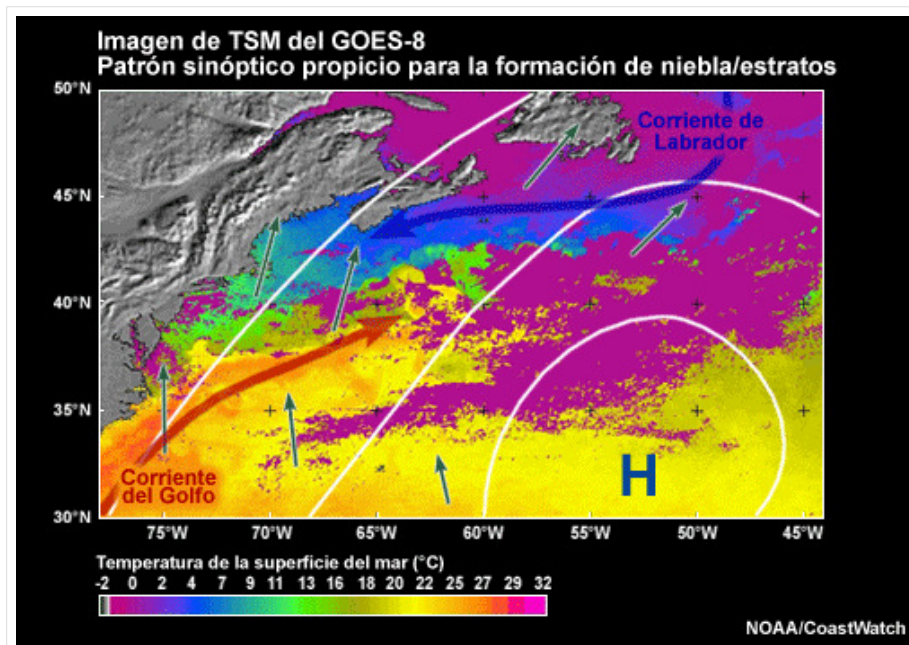 Imagen de TSM del GOES-8
Patrón sinóptico propicio para la formación de niebla/estratos
50°N
Corriente de
Labrador
45°N
40°N
35°N
Corriente
del Golfo
H
30°N
75°W 70°W 65°W 60°W 55°W 50°W 45°W
Temperatura de la superficie del mar (°C)
-2 0 2 4 7 9 11 13 16 18 20 22 25 27 29 32
NOAA/CoastWatch